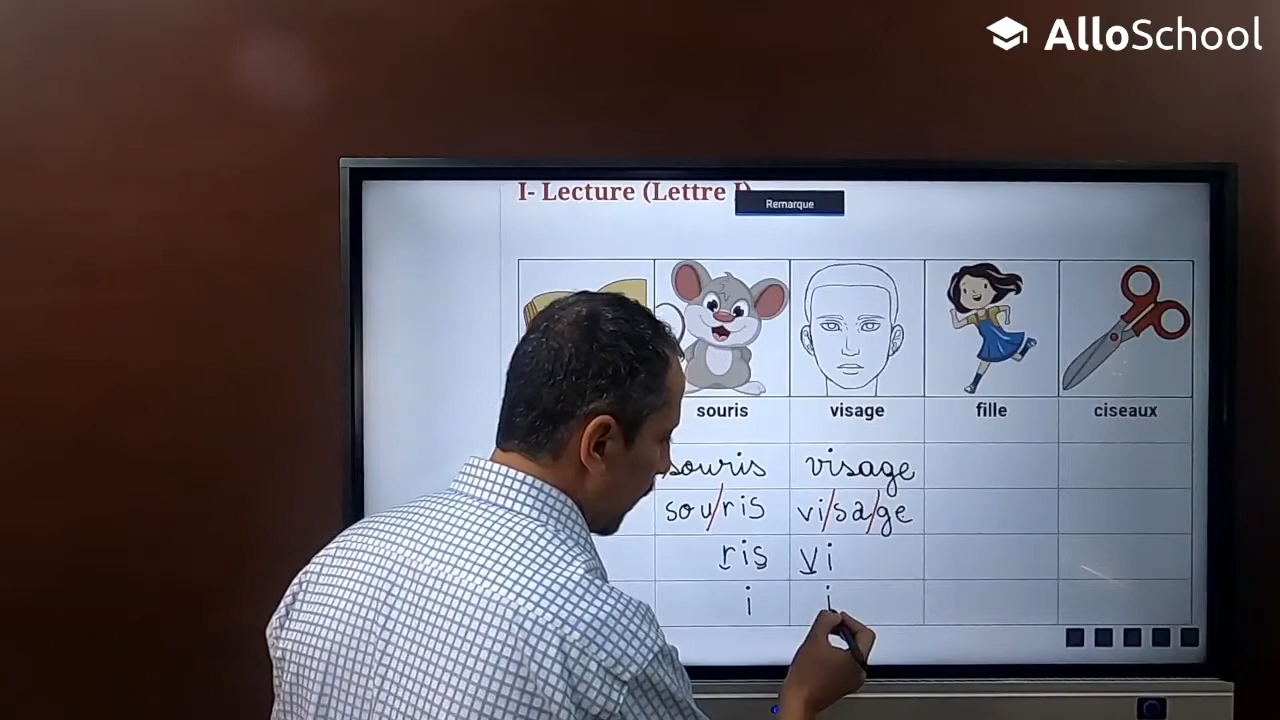 AlloSchool
I- Lecture (Lettre I)
Remarque
souris visage fille ciseaux
souris visage
sou/ris vi/sa/ge
ris vi
i i